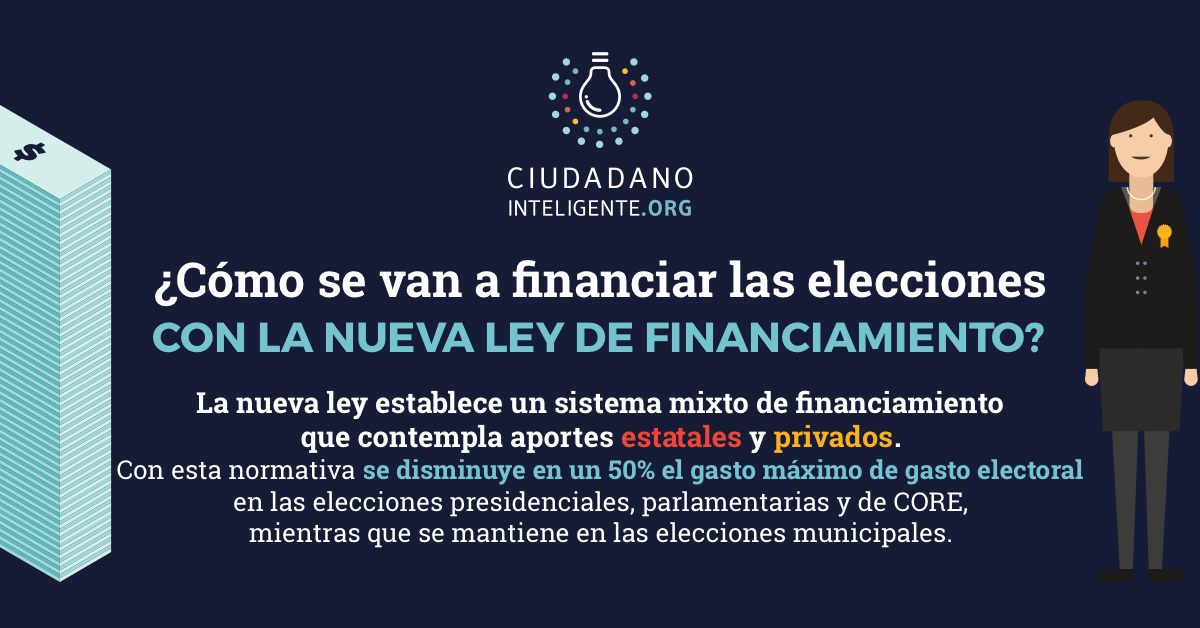 $
CIUDADANO
INTELIGENTE.ORG
¿Cómo se van a financiar las elecciones
CON LA NUEVA LEY DE FINANCIAMIENTO?
La nueva ley establece un sistema mixto de financiamiento
que contempla aportes estatales y privados.
Con esta normativa se disminuye en un 50% el gasto máximo de gasto electoral
en las elecciones presidenciales, parlamentarias y de CORE,
mientras que se mantiene en las elecciones municipales.